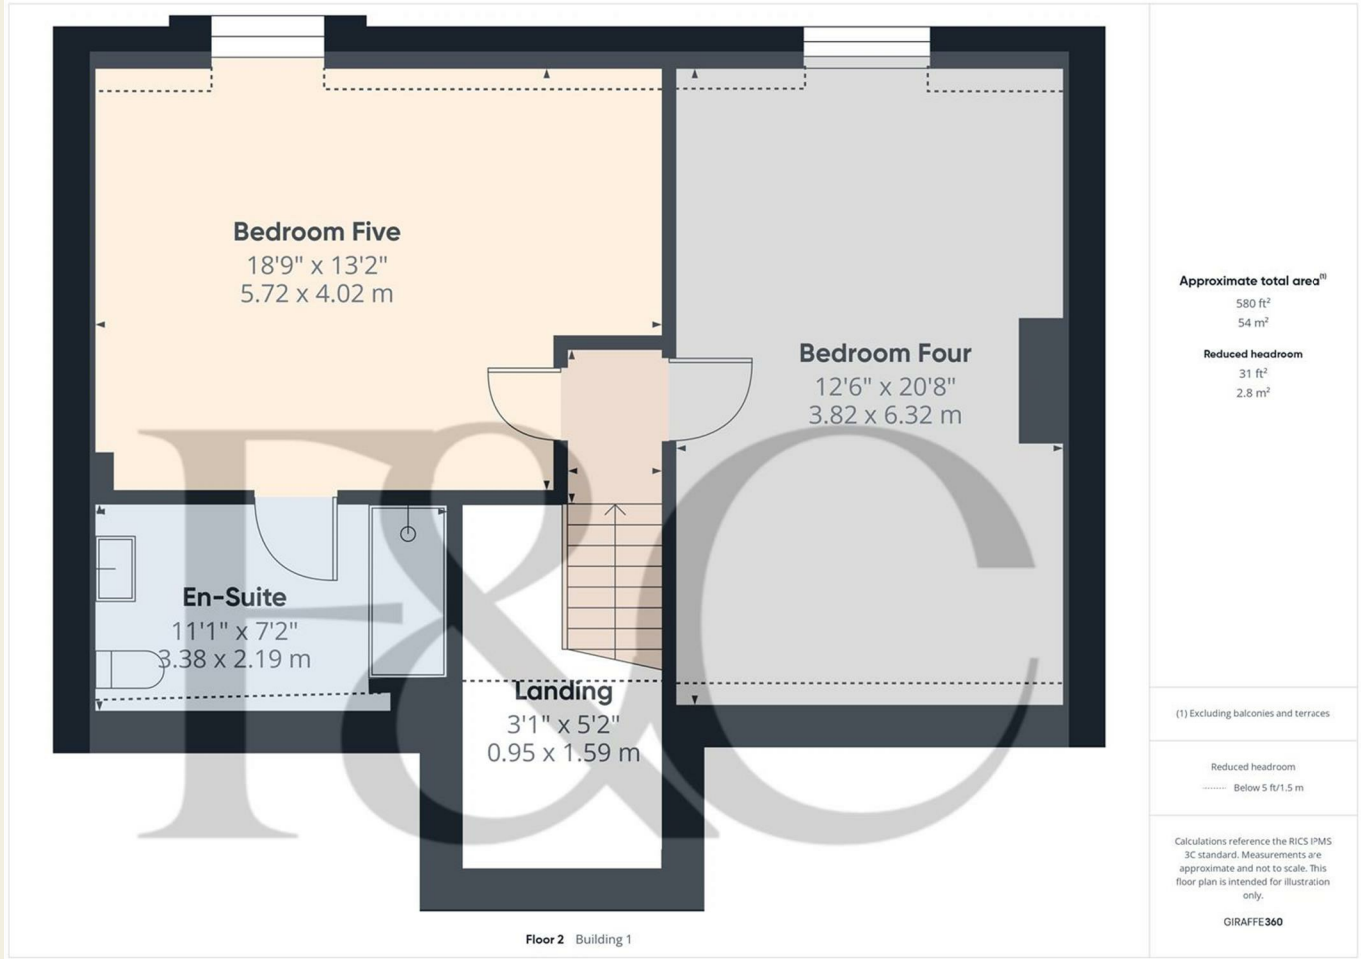 Bedroom Five
18'9" x 13'2"
5.72 x 4.02 m
Bedroom Four
12'6" x 20'8"
3.82 x 6.32 m
En-Suite
11'1" x 7'2"
3.38 x 2.19 m
Landing
3'1" x 5'2"
0.95 x 1.59 m
F&C
Floor 2 Building 1
Approximate total area(1)
580 ft²
54 m²
Reduced headroom
31 ft²
2.8 m²
(1) Excluding balconies and terraces
Reduced headroom
Below 5 ft/1.5 m
Calculations reference the RICS IPMS
3C standard. Measurements are
approximate and not to scale. This
floor plan is intended for illustration
only.
GIRAFFE360